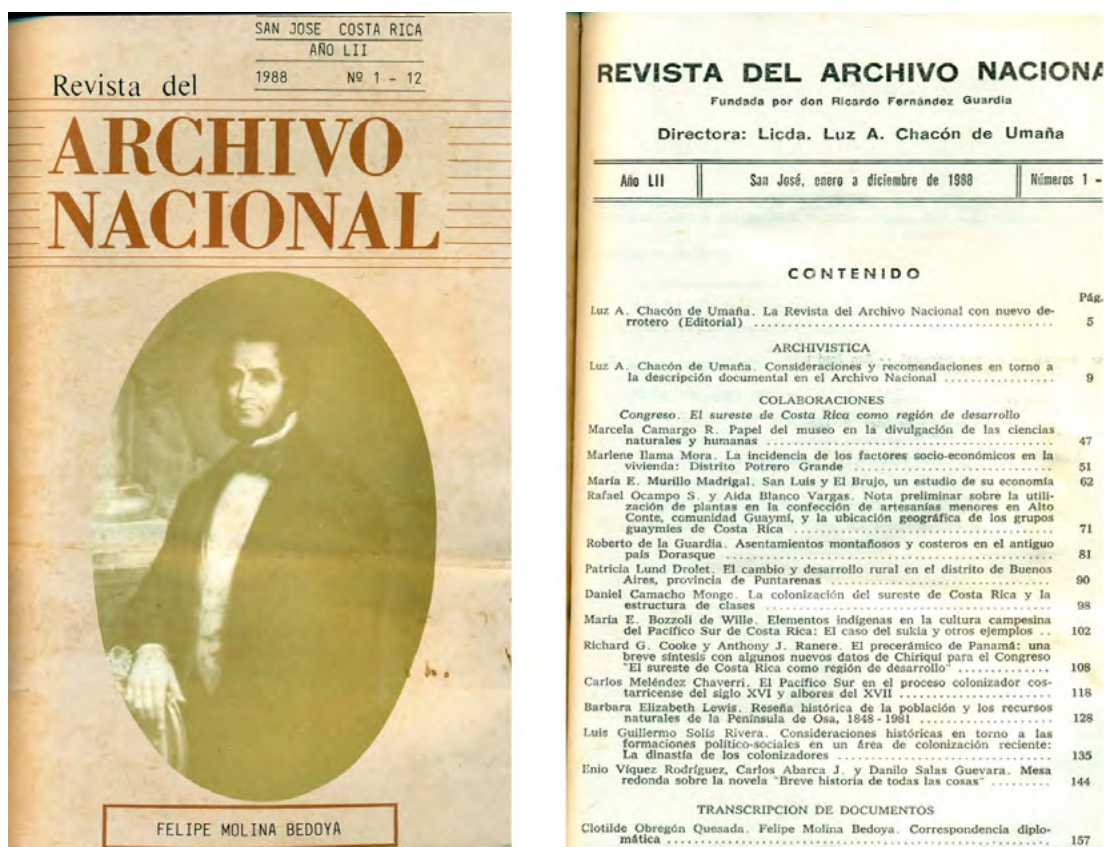 SAN JOSE COSTA RICA
AÑO LII
1988 Nº 1 - 12
Revista del
ARCHIVO
NACIONAL
FELIPE MOLINA BEDOYA
REVISTA DEL ARCHIVO NACIONA
Fundada por don Ricardo Fernández Guardia
Directora: Licda. Luz A. Chacón de Umaña
Año LII San José, enero a diciembre de 1988 Números 1 -
CONTENIDO
Pág.
Luz A. Chacón de Umaña. La Revista del Archivo Nacional con nuevo de-
rrotero (Editorial) .................................................. 5
ARCHIVISTICA
Luz A. Chacón de Umaña. Consideraciones y recomendaciones en torno a
la descripción documental en el Archivo Nacional .................. 9
COLABORACIONES
Congreso. El sureste de Costa Rica como región de desarrollo
Marcela Camargo R. Papel del museo en la divulgación de las ciencias
naturales y humanas ................................................ 47
Marlene Ilama Mora. La incidencia de los factores socio-económicos en la
vivienda: Distrito Potrero Grande .................................. 51
María E. Murillo Madrigal. San Luis y El Brujo, un estudio de su economía 62
Rafael Ocampo S. y Aida Blanco Vargas. Nota preliminar sobre la utili-
zación de plantas en la confección de artesanías menores en Alto
Conte, comunidad Guaymí, y la ubicación geográfica de los grupos
guaymíes de Costa Rica ............................................. 71
Roberto de la Guardia. Asentamientos montañosos y costeros en el antiguo
país Dorasque ...................................................... 81
Patricia Lund Drolet. El cambio y desarrollo rural en el distrito de Buenos
Aires, provincia de Puntarenas ..................................... 90
Daniel Camacho Monge. La colonización del sureste de Costa Rica y la
estructura de clases ............................................... 98
María E. Bozzoli de Wille. Elementos indígenas en la cultura campesina
del Pacífico Sur de Costa Rica: El caso del sukia y otros ejemplos .. 102
Richard G. Cooke y Anthony J. Ranere. El precerámico de Panamá: una
breve síntesis con algunos nuevos datos de Chiriquí para el Congreso
"El sureste de Costa Rica como región de desarrollo" ............... 108
Carlos Meléndez Chaverri. El Pacífico Sur en el proceso colonizador cos-
tarricense del siglo XVI y albores del XVII ........................ 118
Barbara Elizabeth Lewis. Reseña histórica de la población y los recursos
naturales de la Península de Osa, 1848 - 1981 ...................... 128
Luis Guillermo Solís Rivera. Consideraciones históricas en torno a las
formaciones político-sociales en un área de colonización reciente:
La dinastía de los colonizadores ................................... 135
Enio Víquez Rodríguez, Carlos Abarca J. y Danilo Salas Guevara. Mesa
redonda sobre la novela "Breve historia de todas las cosas" ......... 144
TRANSCRIPCION DE DOCUMENTOS
Clotilde Obregón Quesada. Felipe Molina Bedoya. Correspondencia diplo-
mática ............................................................. 157